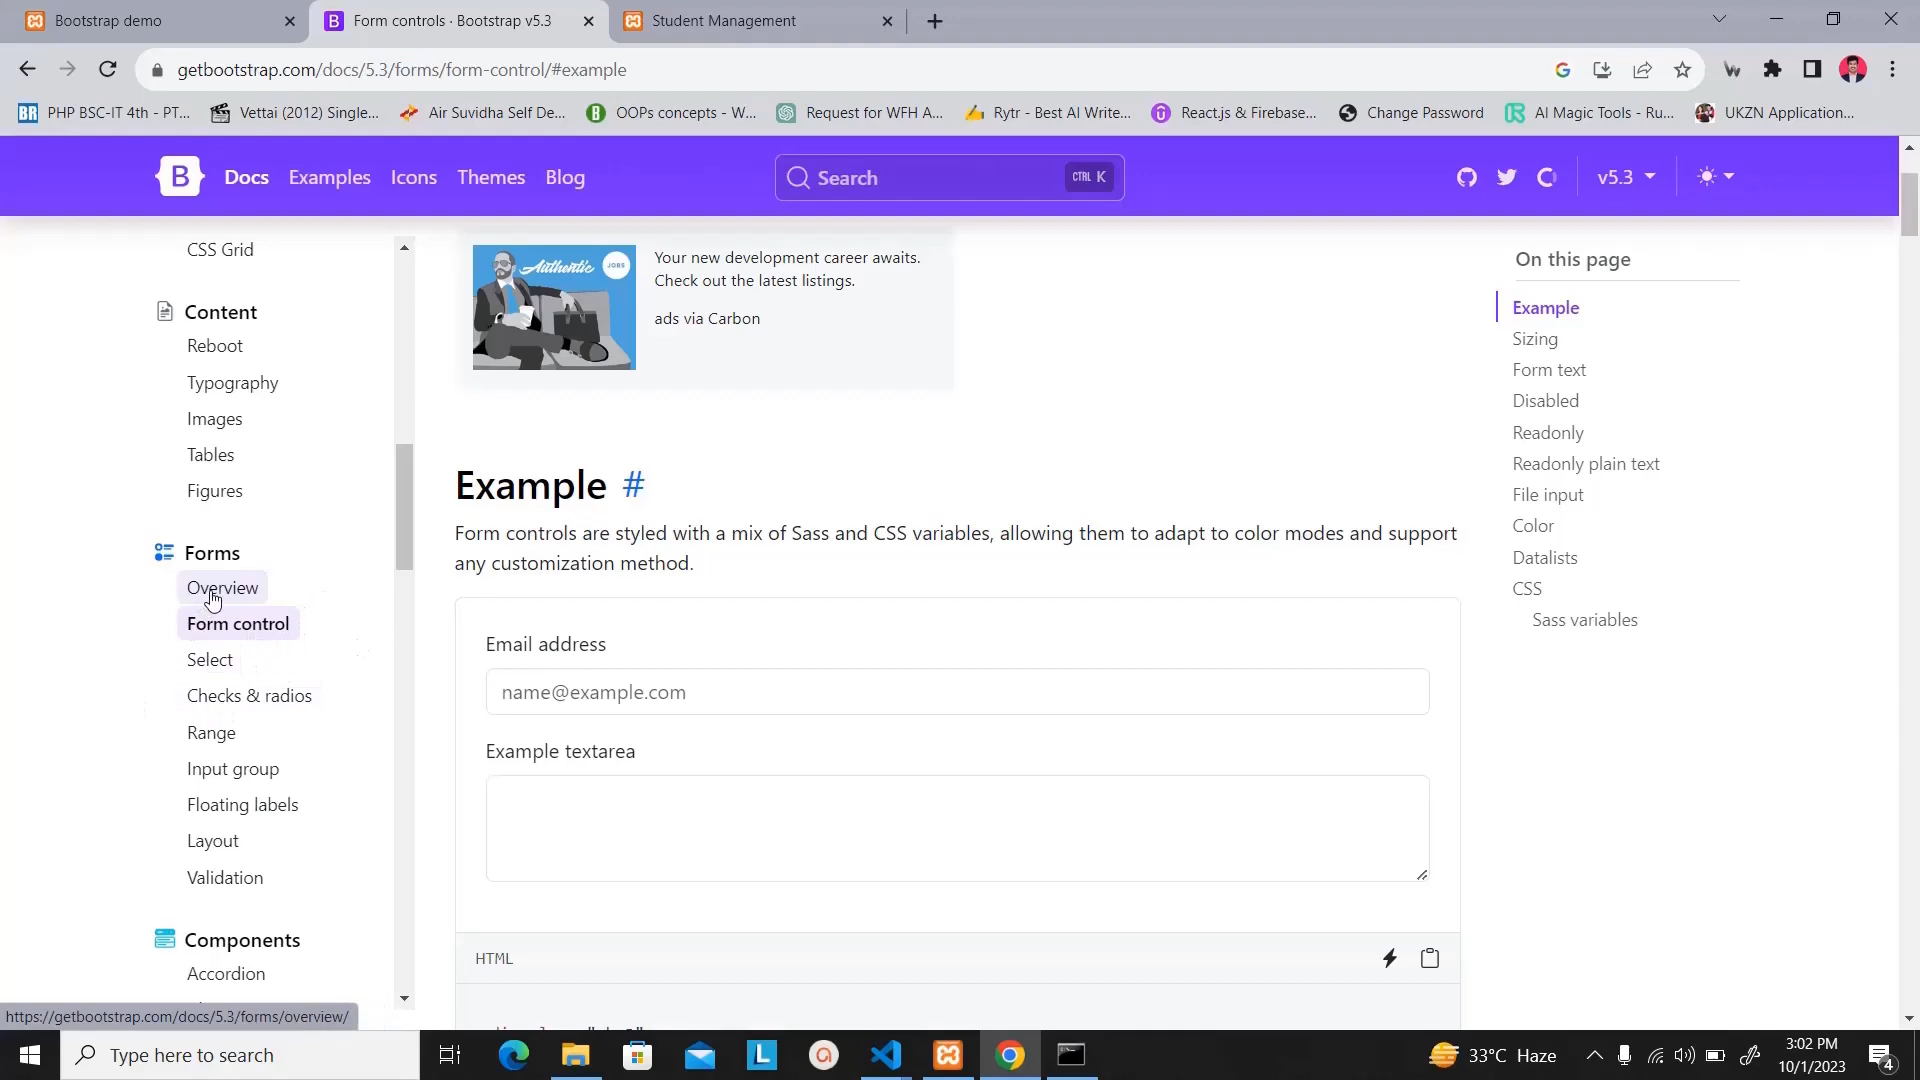 Bootstrap demo
Form controls · Bootstrap v5.3
Student Management
getbootstrap.com/docs/5.3/forms/form-control/#example
BR PHP BSC-IT 4th - PT...
Vettai (2012) Single...
Air Suvidha Self De...
OOPs concepts - W...
Request for WFH A...
Rytr - Best AI Write...
React.js & Firebase...
Change Password
AI Magic Tools - Ru...
UKZN Application...
B Docs Examples Icons Themes Blog
Search CTRL K
v5.3
CSS Grid
Content
Reboot
Typography
Images
Tables
Figures
Forms
Overview
Form control
Select
Checks & radios
Range
Input group
Floating labels
Layout
Validation
Components
Accordion
Authentic JOBS
Your new development career awaits.
Check out the latest listings.
ads via Carbon
Example #
Form controls are styled with a mix of Sass and CSS variables, allowing them to adapt to color modes and support
any customization method.
Email address
name@example.com
Example textarea
HTML
On this page
Example
Sizing
Form text
Disabled
Readonly
Readonly plain text
File input
Color
Datalists
CSS
Sass variables
https://getbootstrap.com/docs/5.3/forms/overview/
Type here to search
33°C Haze
3:02 PM
10/1/2023
4